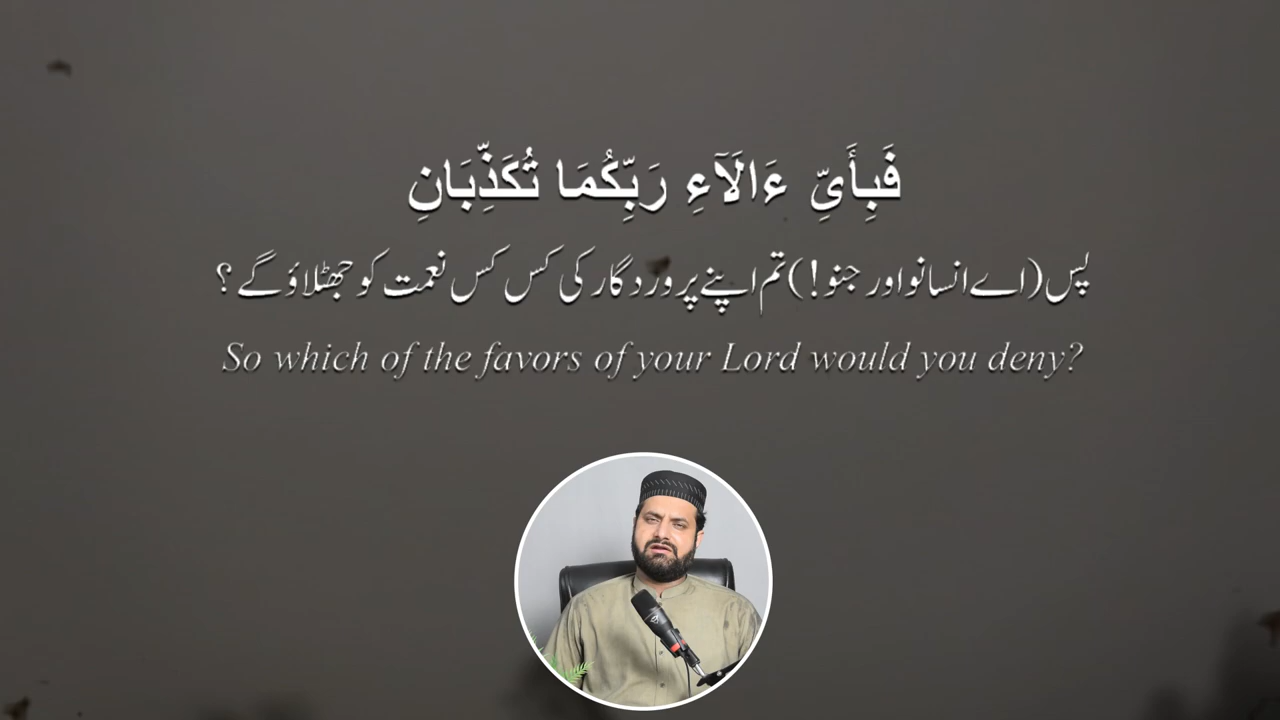 فَبِأَىِّ ءَالَآءِ رَبِّكُمَا تُكَذِّبَانِ
پس(اے انسانو اور جنو!) تم اپنے پروردگار کی کس کس نعمت کو جھٹلاؤ گے؟
So which of the favors of your Lord would you deny?